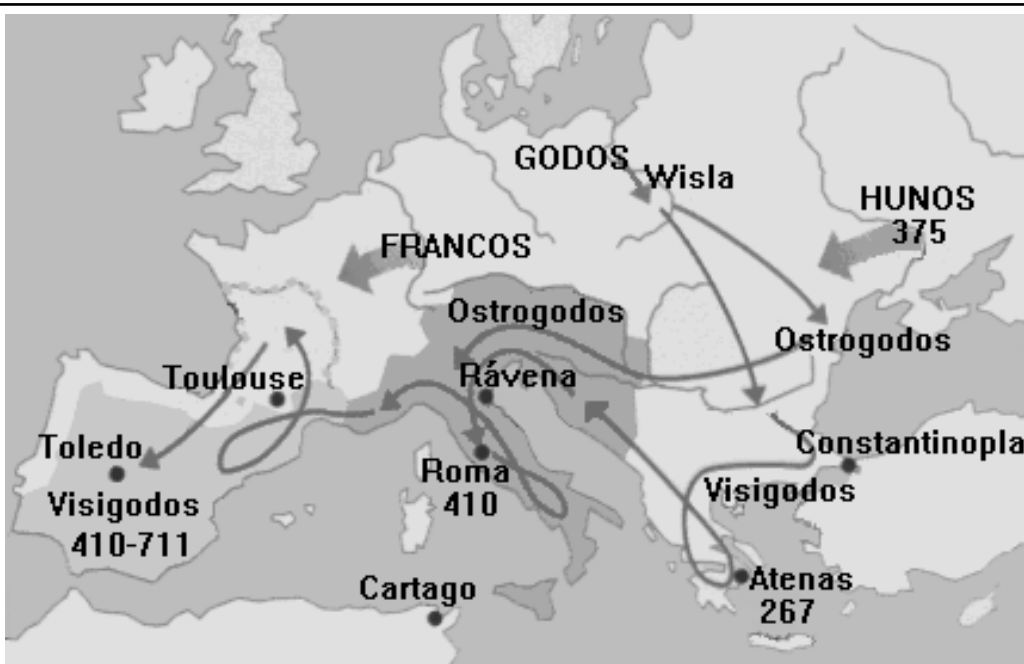 GODOS
Wisla
HUNOS
375
FRANCOS
Ostrogodos
Ostrogodos
Toulouse
Rávena
Toledo
Visigodos
410-711
Roma
410
Constantinopla
Visigodos
Cartago
Atenas
267